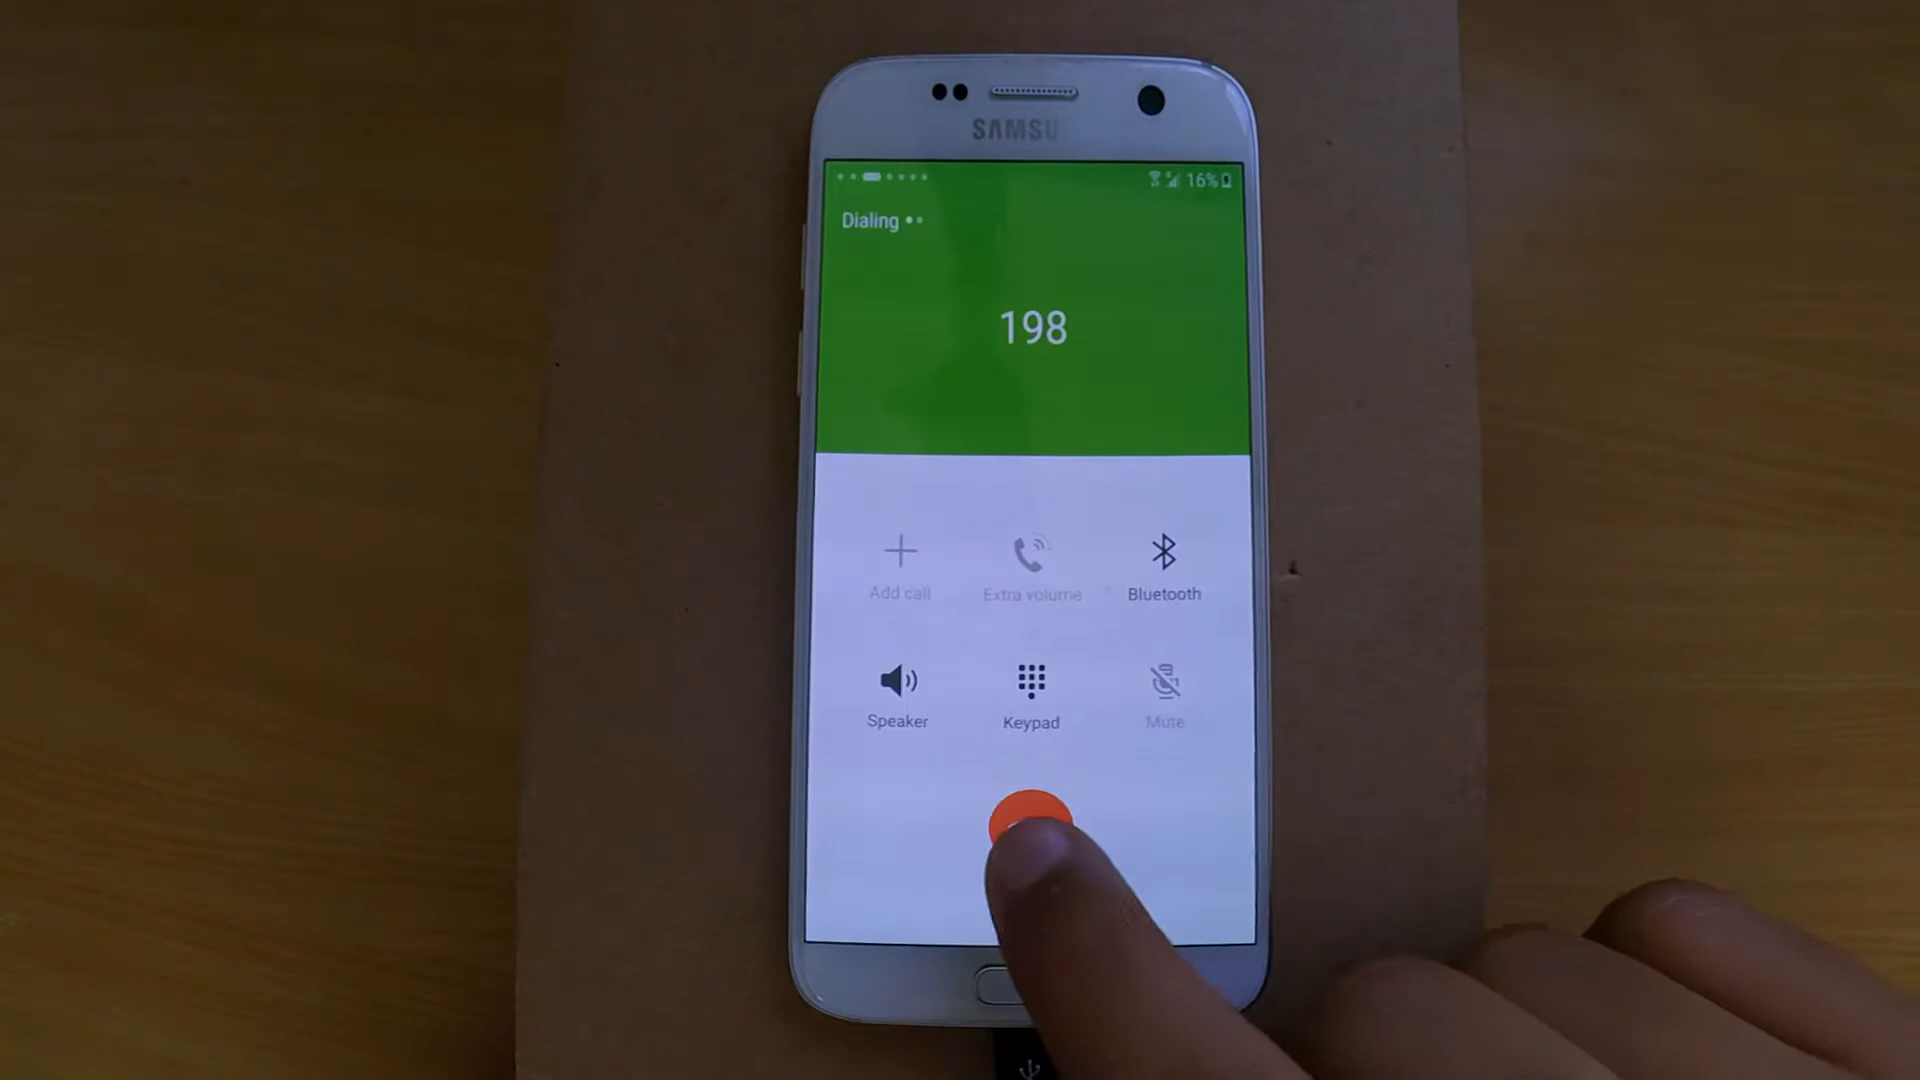 SAMSU
16%
Dialing
198
Add call
Extra volume
Bluetooth
Speaker
Keypad
Mute